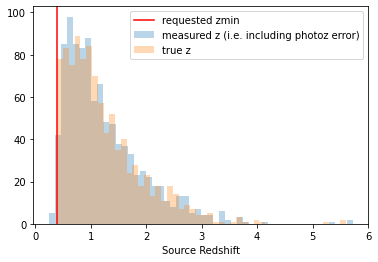 100
80
60
40
20
0
requested zmin
measured z (i.e. including photoz error)
true z
0 1 2 3 4 5 6
Source Redshift